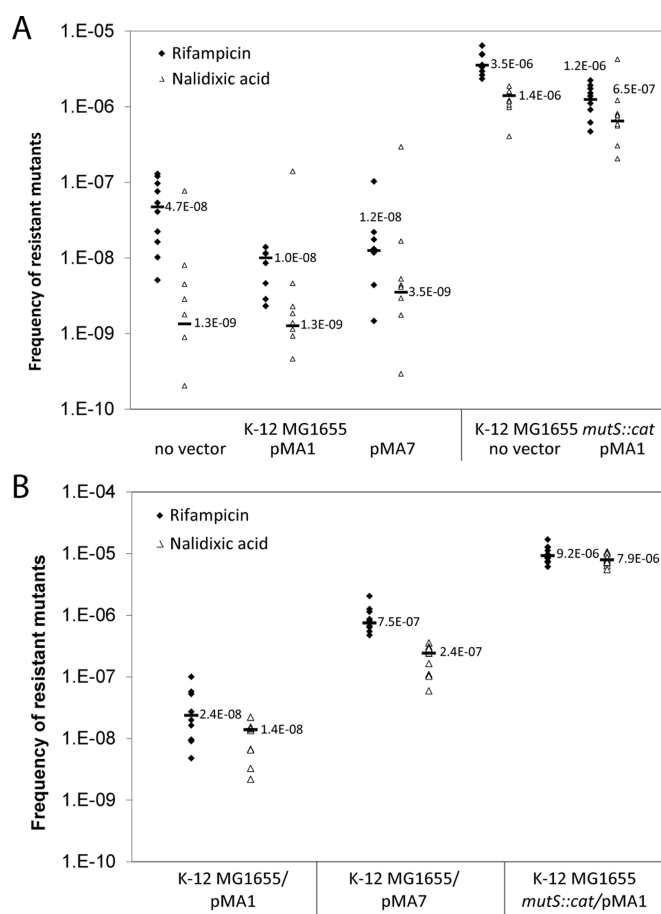 A
1.E-05
1.E-06
1.E-07
1.E-08
1.E-09
1.E-10
Frequency of resistant mutants
Rifampicin
Nalidixic acid
4.7E-08
1.3E-09
1.0E-08
1.3E-09
1.2E-08
3.5E-09
3.5E-06
1.4E-06
1.2E-06
6.5E-07
K-12 MG1655
no vector pMA1 pMA7
K-12 MG1655 mutS::cat
no vector pMA1
B
1.E-04
1.E-05
1.E-06
1.E-07
1.E-08
1.E-09
1.E-10
Frequency of resistant mutants
Rifampicin
Nalidixic acid
2.4E-08
1.4E-08
7.5E-07
2.4E-07
9.2E-06
7.9E-06
K-12 MG1655/
pMA1
K-12 MG1655/
pMA7
K-12 MG1655
mutS::cat/pMA1